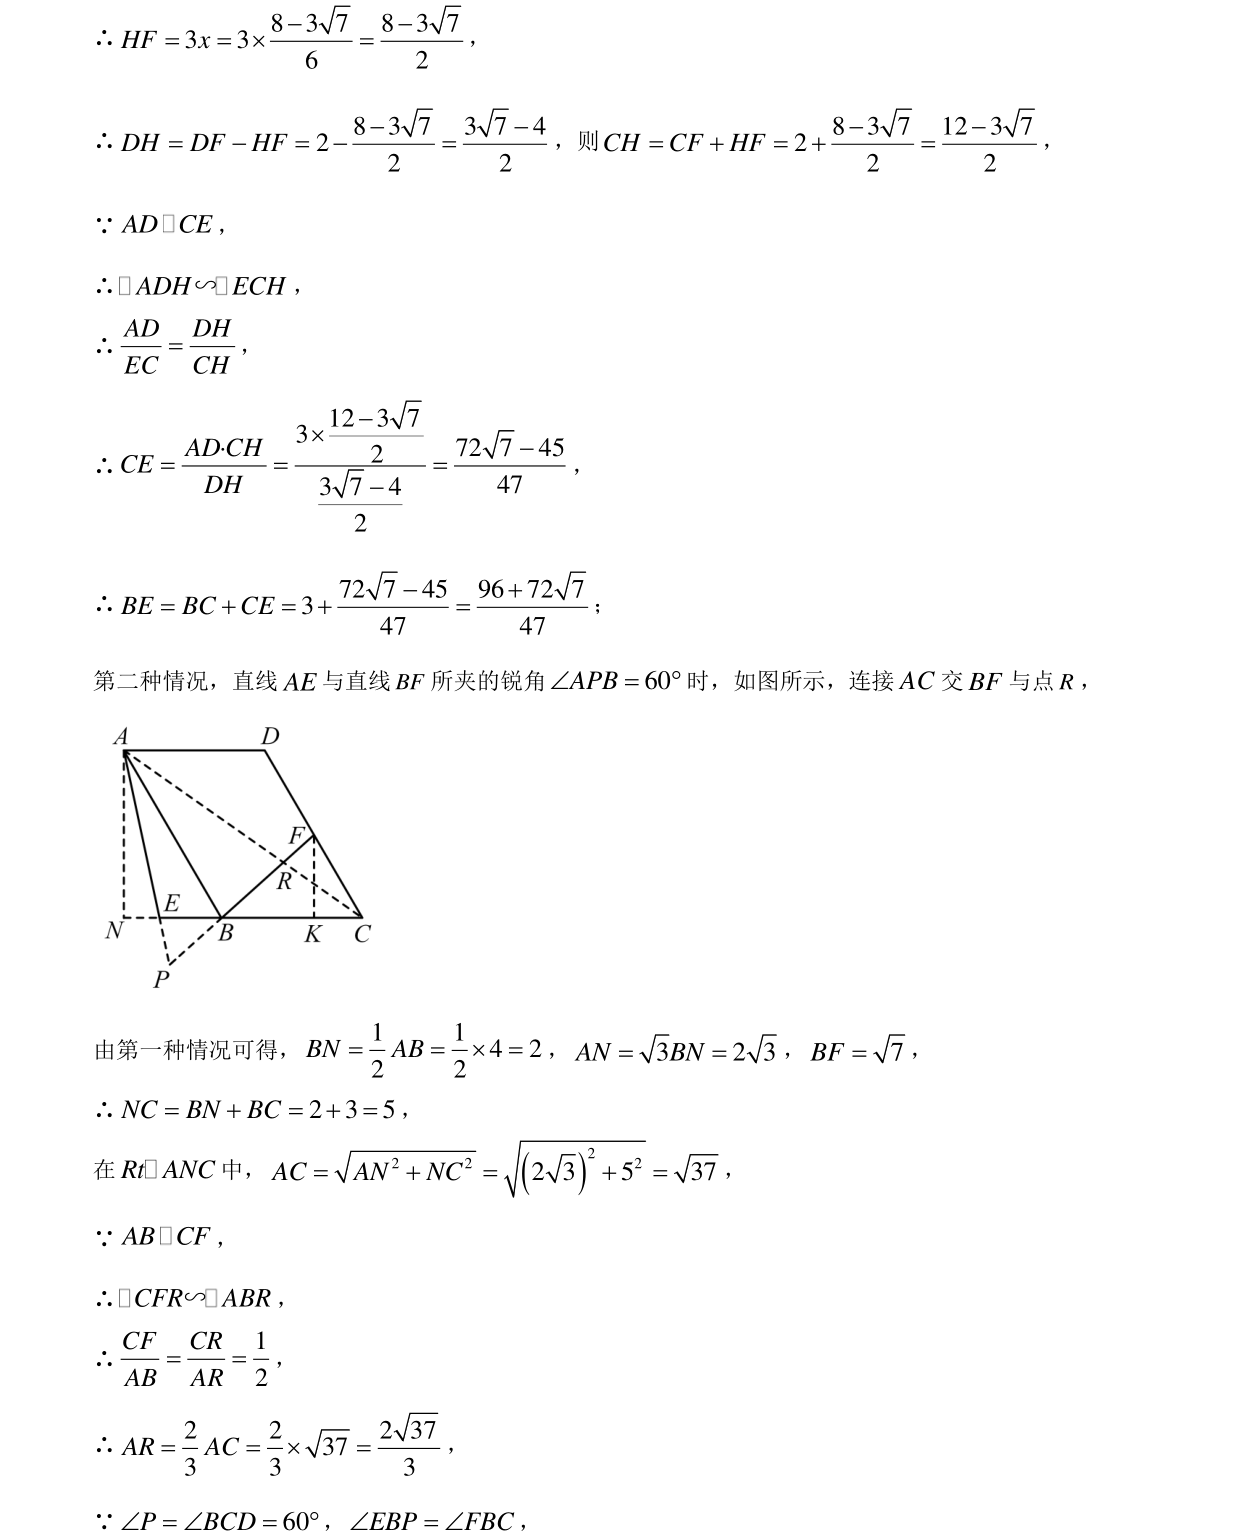 ∴ HF = 3x = 3×(8−3√7)/6 = (8−3√7)/2，
∴ DH = DF − HF = 2 − (8−3√7)/2 = (3√7−4)/2，则 CH = CF + HF = 2 + (8−3√7)/2 = (12−3√7)/2，
∵ AD□CE，
∴□ADH∽□ECH，
∴ AD/EC = DH/CH，
∴ CE = AD·CH/DH = (3×(12−3√7)/2)/((3√7−4)/2) = (72√7−45)/47，
∴ BE = BC + CE = 3 + (72√7−45)/47 = (96+72√7)/47；
第二种情况，直线 AE 与直线 BF 所夹的锐角∠APB = 60° 时，如图所示，连接 AC 交 BF 与点 R，
A D
F
R
E
N B K C
P
由第一种情况可得，BN = 1/2 AB = 1/2 × 4 = 2，AN = √3BN = 2√3，BF = √7，
∴ NC = BN + BC = 2 + 3 = 5，
在 Rt□ANC 中，AC = √(AN² + NC²) = √((2√3)² + 5²) = √37，
∵ AB□CF，
∴□CFR∽□ABR，
∴ CF/AB = CR/AR = 1/2，
∴ AR = 2/3 AC = 2/3 × √37 = 2√37/3，
∵ ∠P = ∠BCD = 60°，∠EBP = ∠FBC，